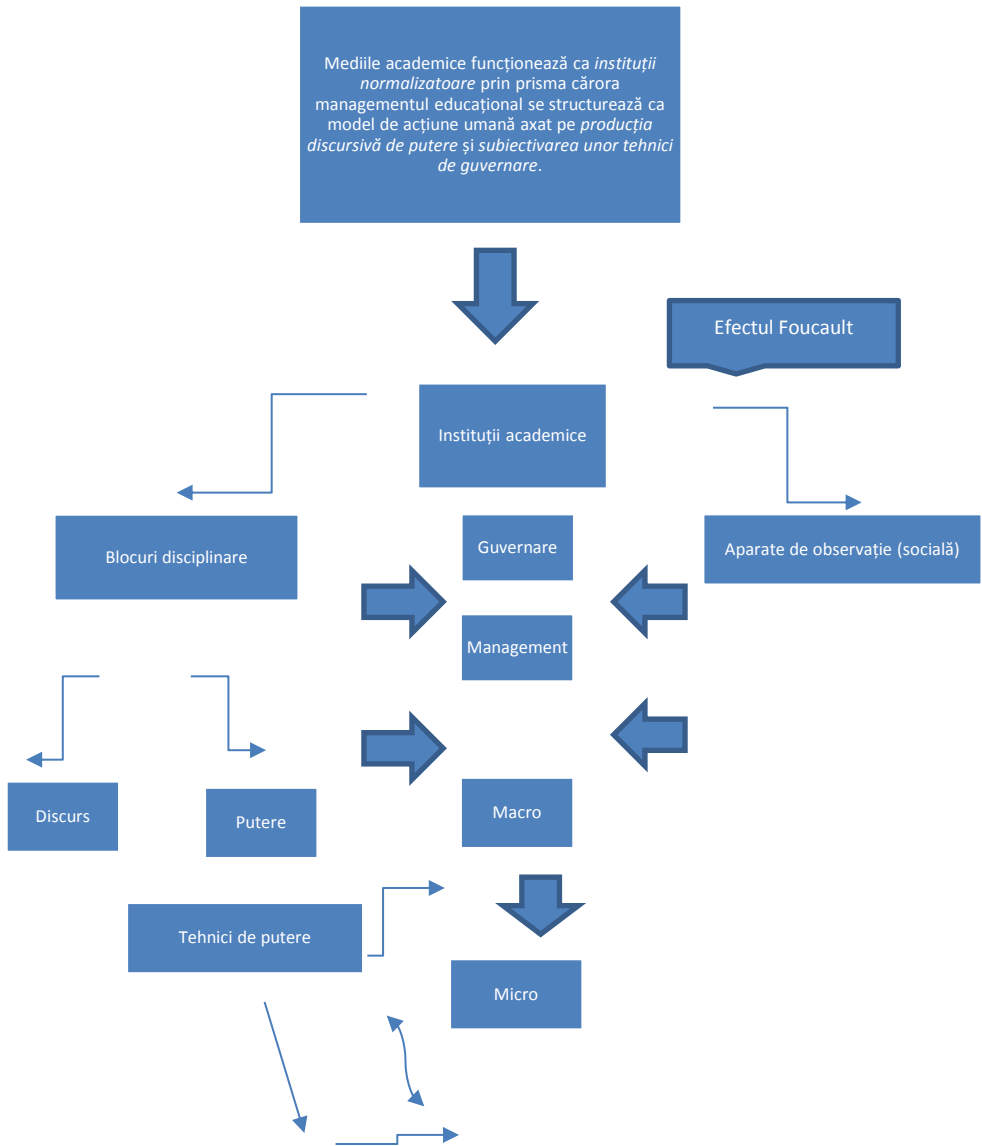 Mediile academice funcționează ca instituții
normalizatoare prin prisma cărora
managementul educațional se structurează ca
model de acțiune umană axat pe producția
discursivă de putere și subiectivarea unor tehnici
de guvernare.
Efectul Foucault
Instituții academice
Blocuri disciplinare
Guvernare
Aparate de observație (socială)
Management
Discurs
Putere
Macro
Tehnici de putere
Micro